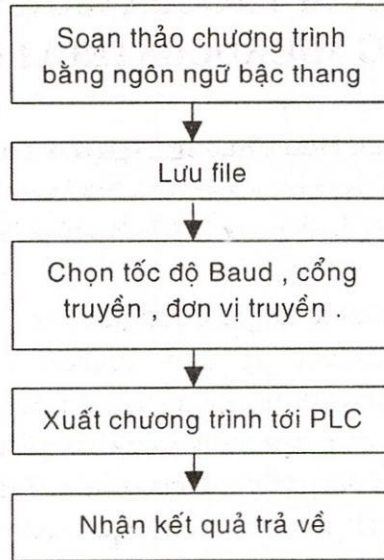 Soạn thảo chương trình
bằng ngôn ngữ bậc thang
Lưu file
Chọn tốc độ Baud , cổng
truyền , đơn vị truyền .
Xuất chương trình tới PLC
Nhận kết quả trả về